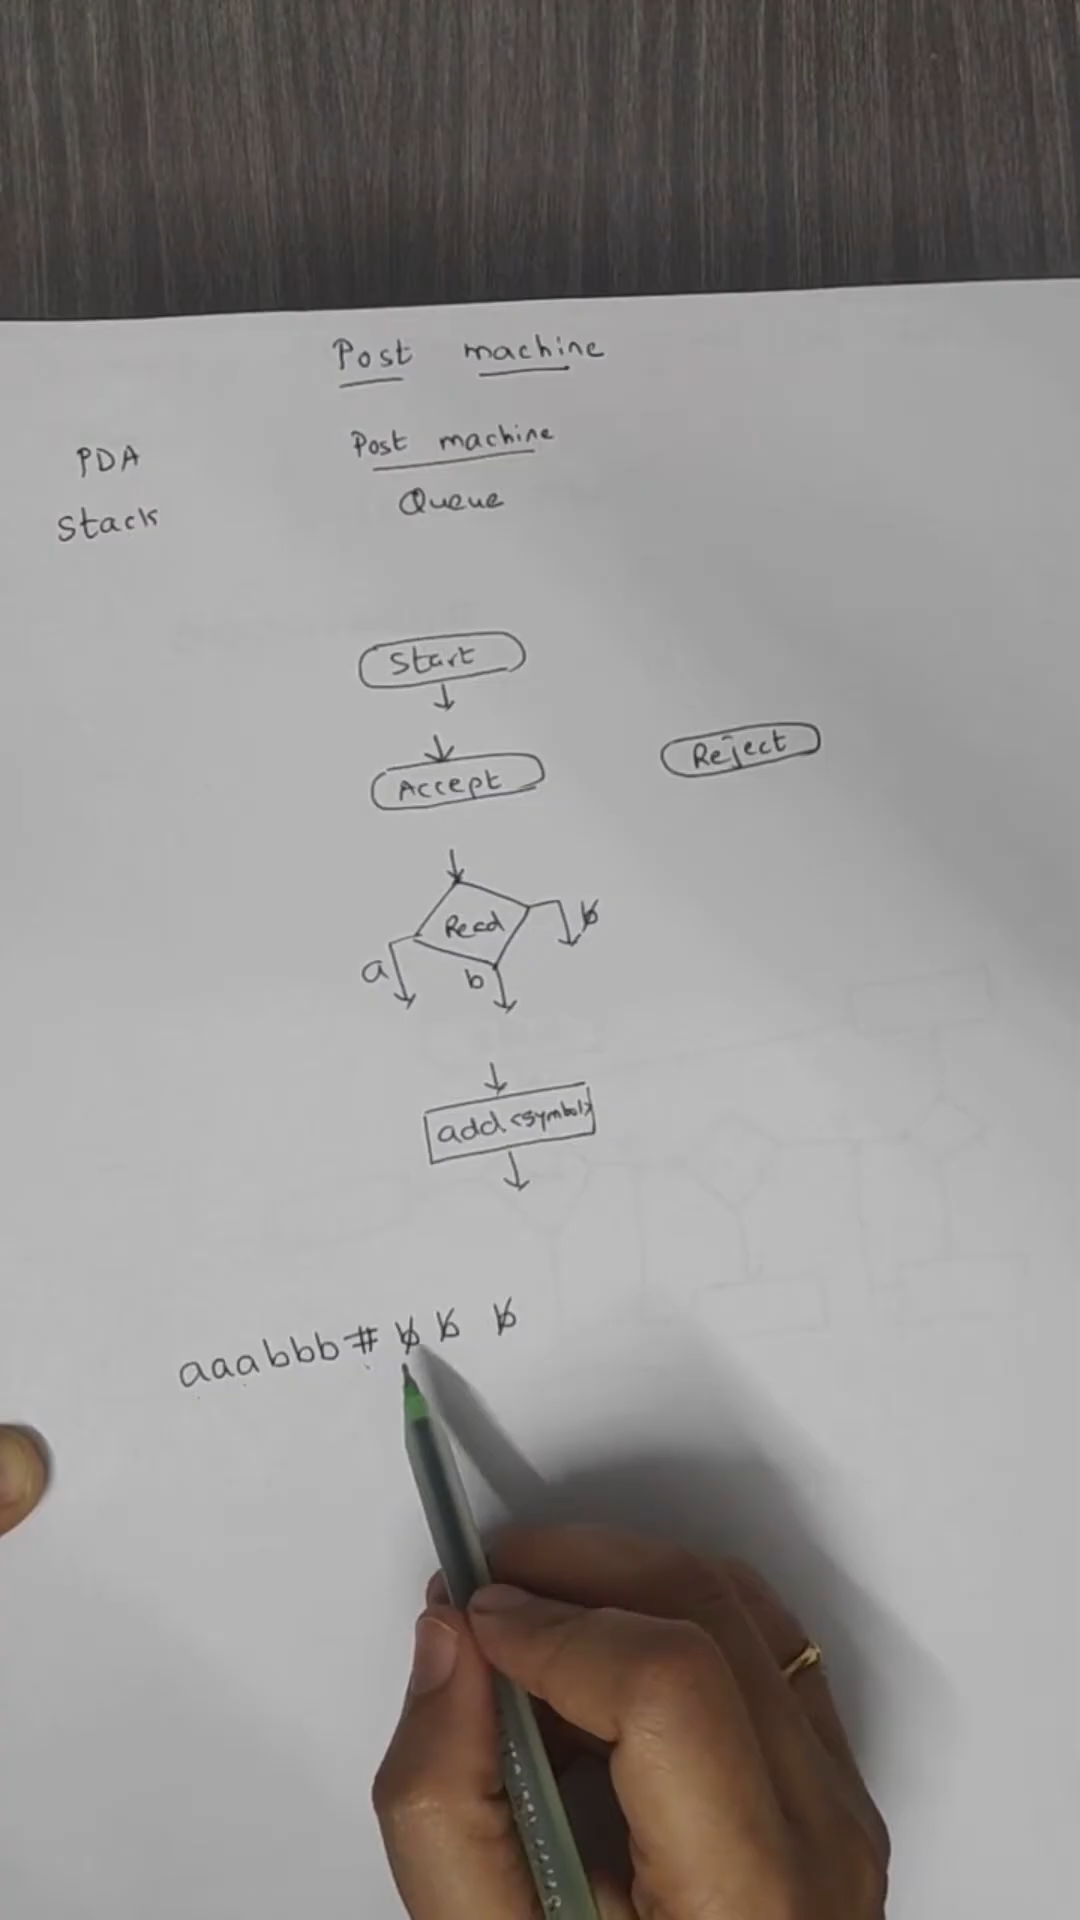 Post machine
PDA Post machine
Stack Queue
Start
Accept
Reject
Read
a b ƀ
add <symbol>
aaabbb # ƀ ƀ ƀ